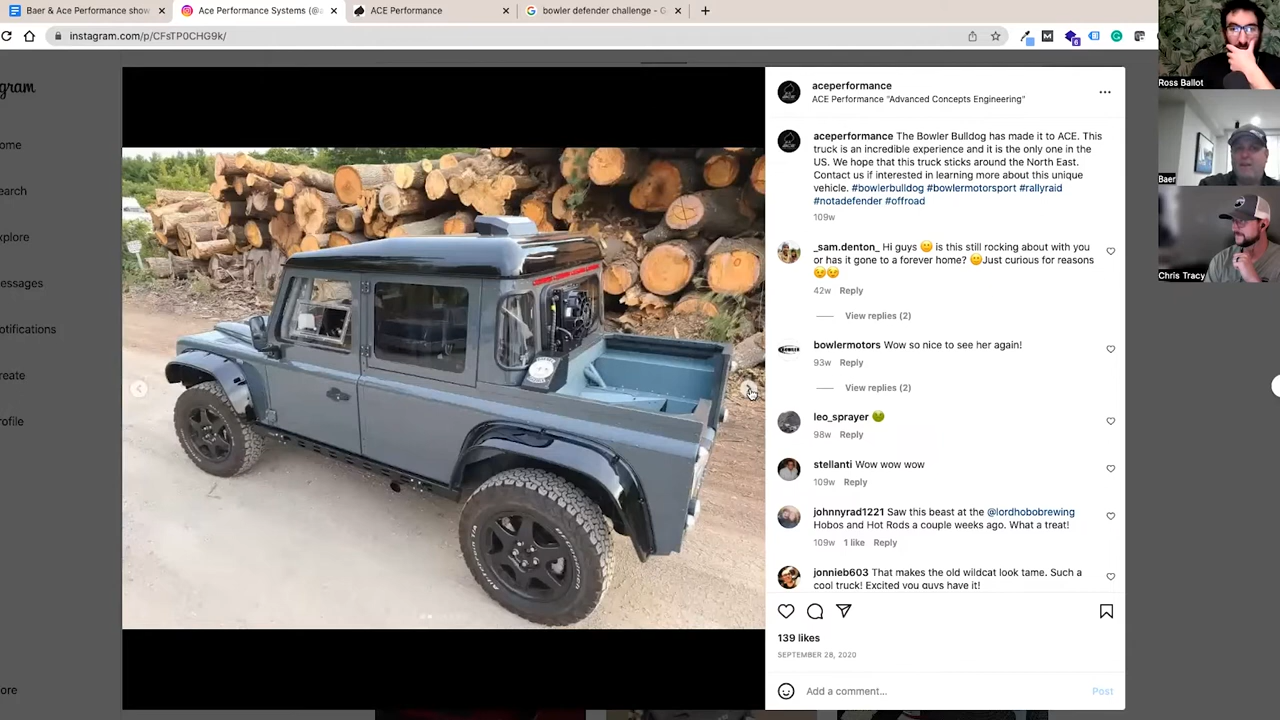 Baer & Ace Performance show
Ace Performance Systems (@a
ACE Performance
bowler defender challenge - G
instagram.com/p/CFsTP0CHG9k/
gram
ome
earch
xplore
essages
otifications
reate
rofile
ore
aceperformance
ACE Performance "Advanced Concepts Engineering"
aceperformance The Bowler Bulldog has made it to ACE. This
truck is an incredible experience and it is the only one in the
US. We hope that this truck sticks around the North East.
Contact us if interested in learning more about this unique
vehicle. #bowlerbulldog #bowlermotorsport #rallyraid
#notadefender #offroad
109w
_sam.denton_ Hi guys 🙂 is this still rocking about with you
or has it gone to a forever home? 🙂Just curious for reasons
😉😉
42w Reply
View replies (2)
bowlermotors Wow so nice to see her again!
93w Reply
View replies (2)
leo_sprayer 🤢
98w Reply
stellanti Wow wow wow
109w Reply
johnnyrad1221 Saw this beast at the @lordhobobrewing
Hobos and Hot Rods a couple weeks ago. What a treat!
109w 1 like Reply
jonnieb603 That makes the old wildcat look tame. Such a
cool truck! Excited you guys have it!
139 likes
SEPTEMBER 28, 2020
Add a comment...
Post
Ross Ballot
Baer
Chris Tracy